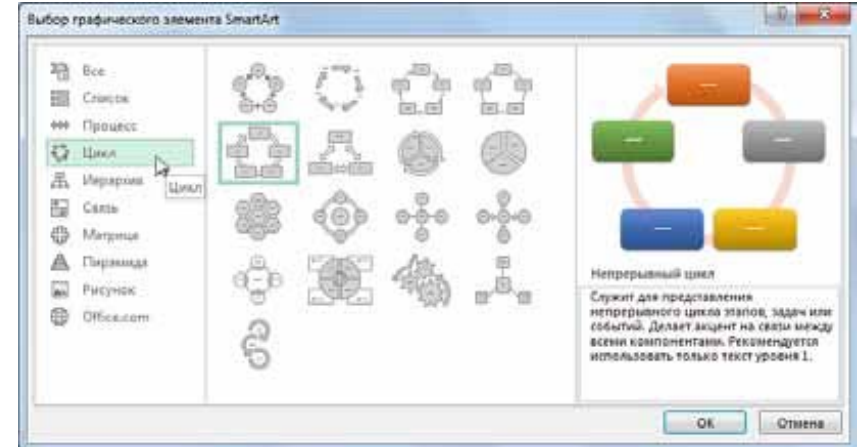 Выбор графического элемента SmartArt
Все
Список
Процесс
Цикл
Иерархия
Цикл
Связь
Матрица
Пирамида
Рисунок
Office.com
Непрерывный цикл
Служит для представления
непрерывного цикла этапов, задач или
событий. Делает акцент на связи между
всеми компонентами. Рекомендуется
использовать только текст уровня 1.
ОК
Отмена